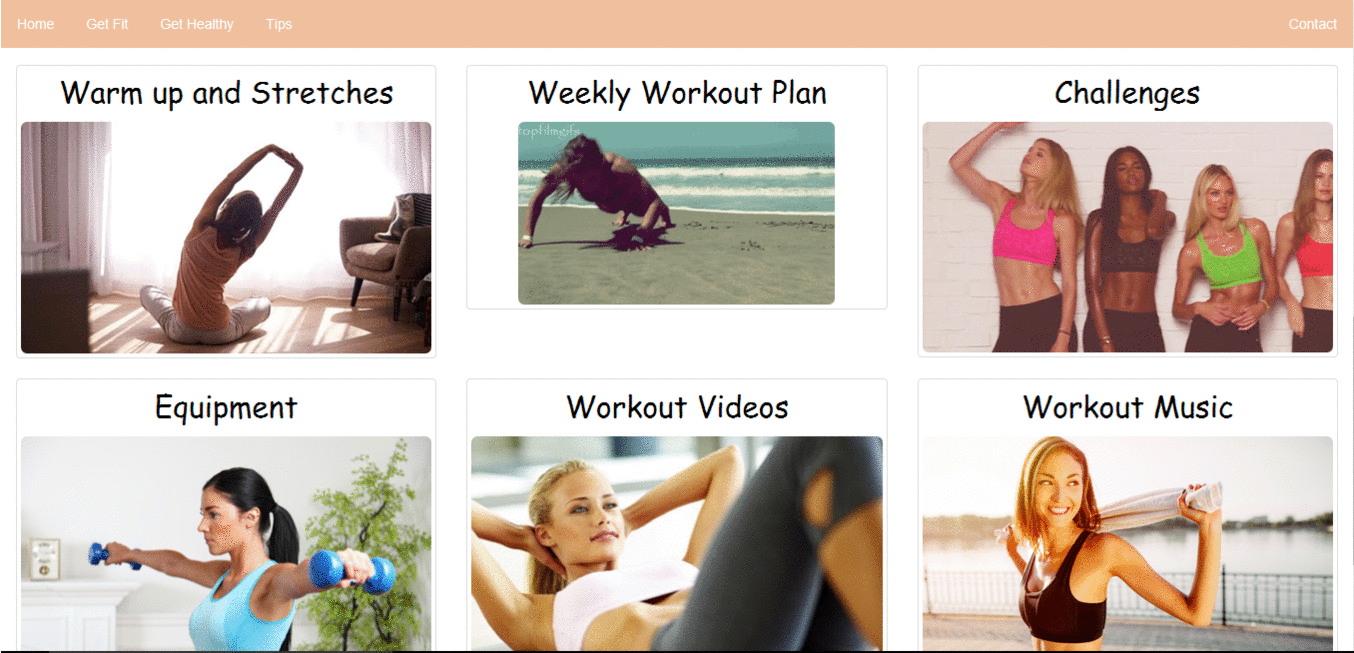 Home Get Fit Get Healthy Tips Contact
Warm up and Stretches
Weekly Workout Plan
Challenges
topfilmgifs
Equipment
Workout Videos
Workout Music